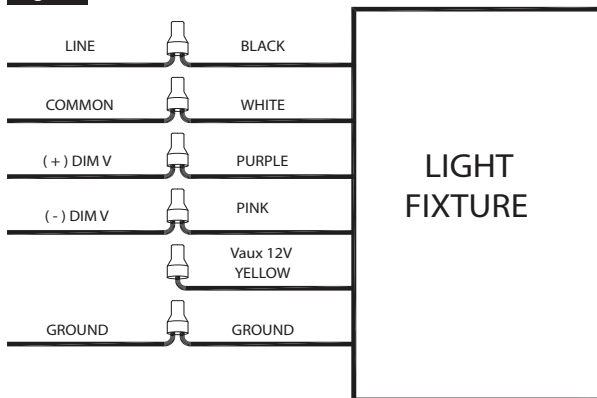 LINE BLACK
COMMON WHITE
( + ) DIM V PURPLE
( - ) DIM V PINK
Vaux 12V
YELLOW
GROUND GROUND
LIGHT
FIXTURE